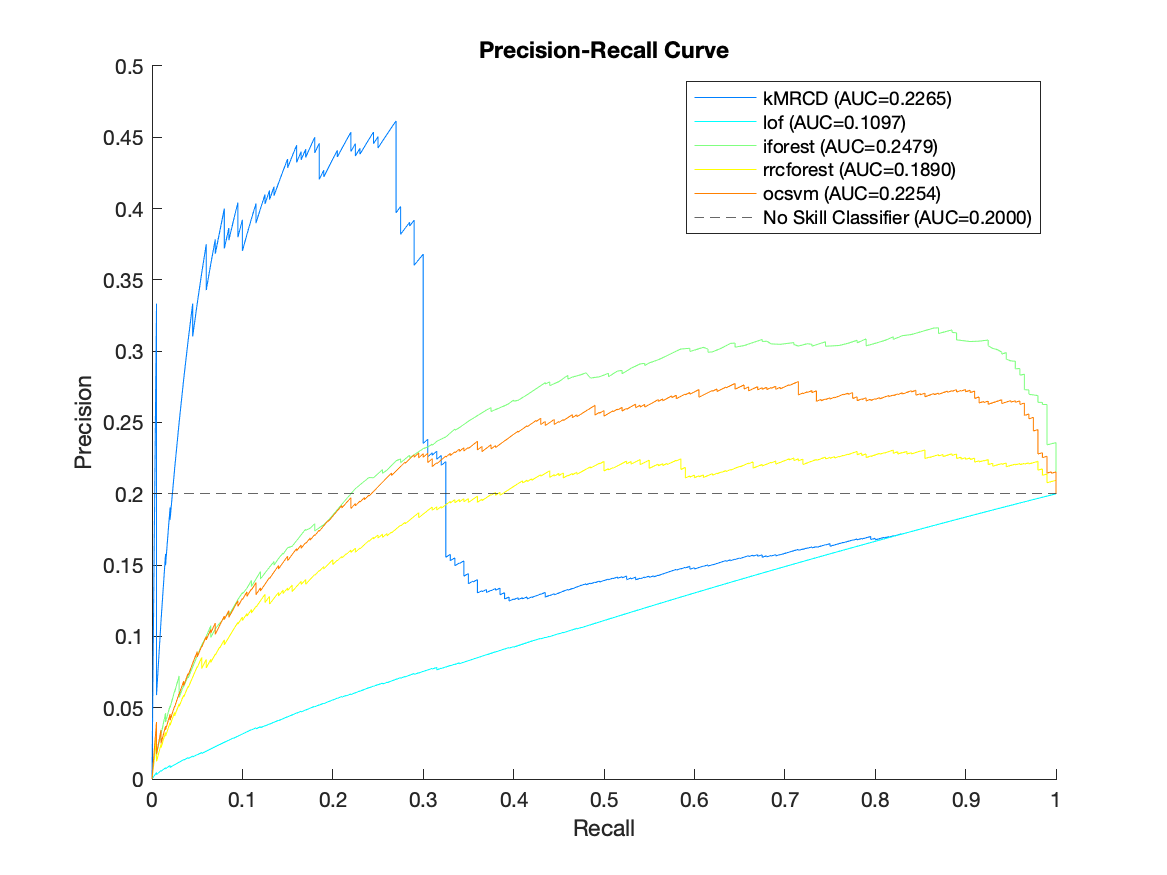 Precision-Recall Curve
kMRCD (AUC=0.2265)
lof (AUC=0.1097)
iforest (AUC=0.2479)
rrcforest (AUC=0.1890)
ocsvm (AUC=0.2254)
No Skill Classifier (AUC=0.2000)
Precision
0.5
0.45
0.4
0.35
0.3
0.25
0.2
0.15
0.1
0.05
0
0 0.1 0.2 0.3 0.4 0.5 0.6 0.7 0.8 0.9 1
Recall